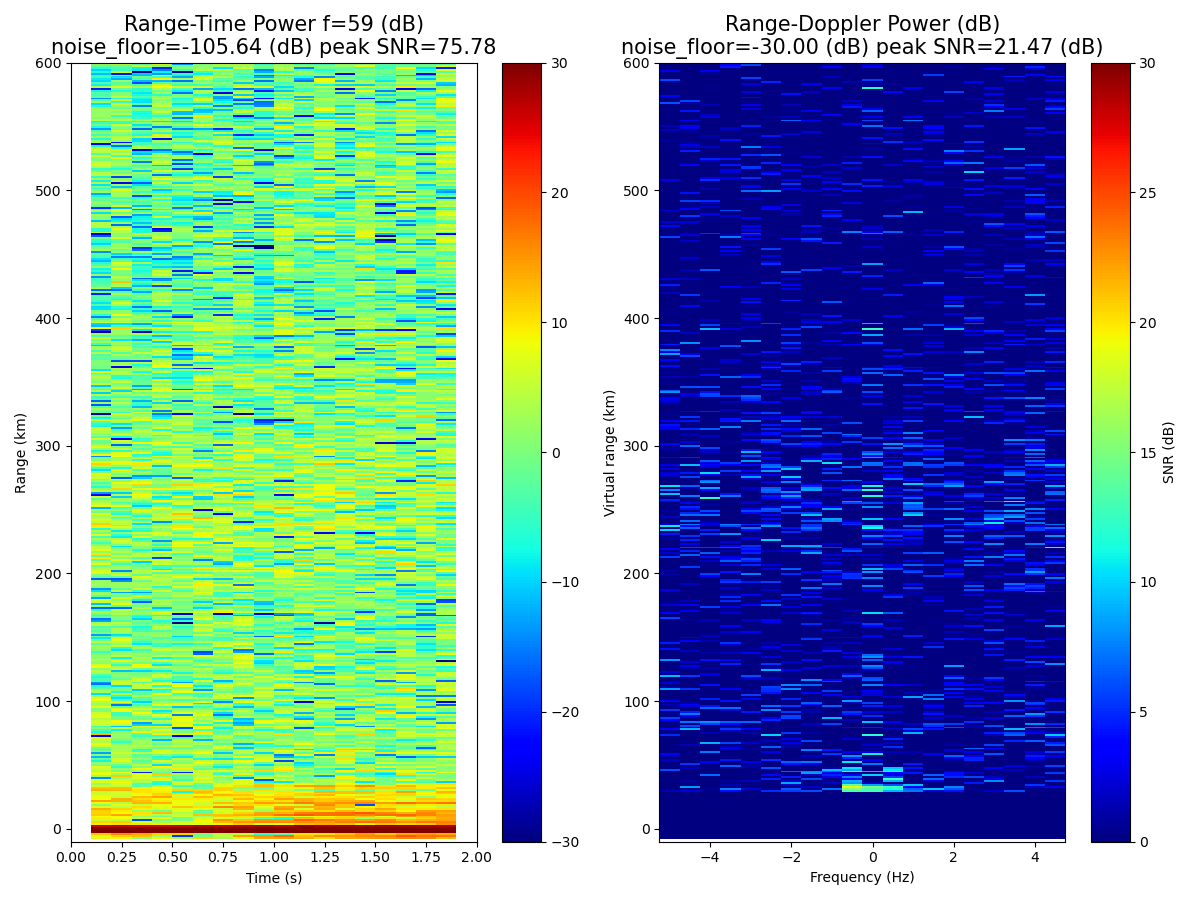 Range-Time Power f=59 (dB)
noise_floor=-105.64 (dB) peak SNR=75.78
600
500
400
300
200
100
0
Range (km)
0.00 0.25 0.50 0.75 1.00 1.25 1.50 1.75 2.00
Time (s)
30
20
10
0
−10
−20
−30
Range-Doppler Power (dB)
noise_floor=-30.00 (dB) peak SNR=21.47 (dB)
600
500
400
300
200
100
0
Virtual range (km)
−4 −2 0 2 4
Frequency (Hz)
30
25
20
15
10
5
0
SNR (dB)